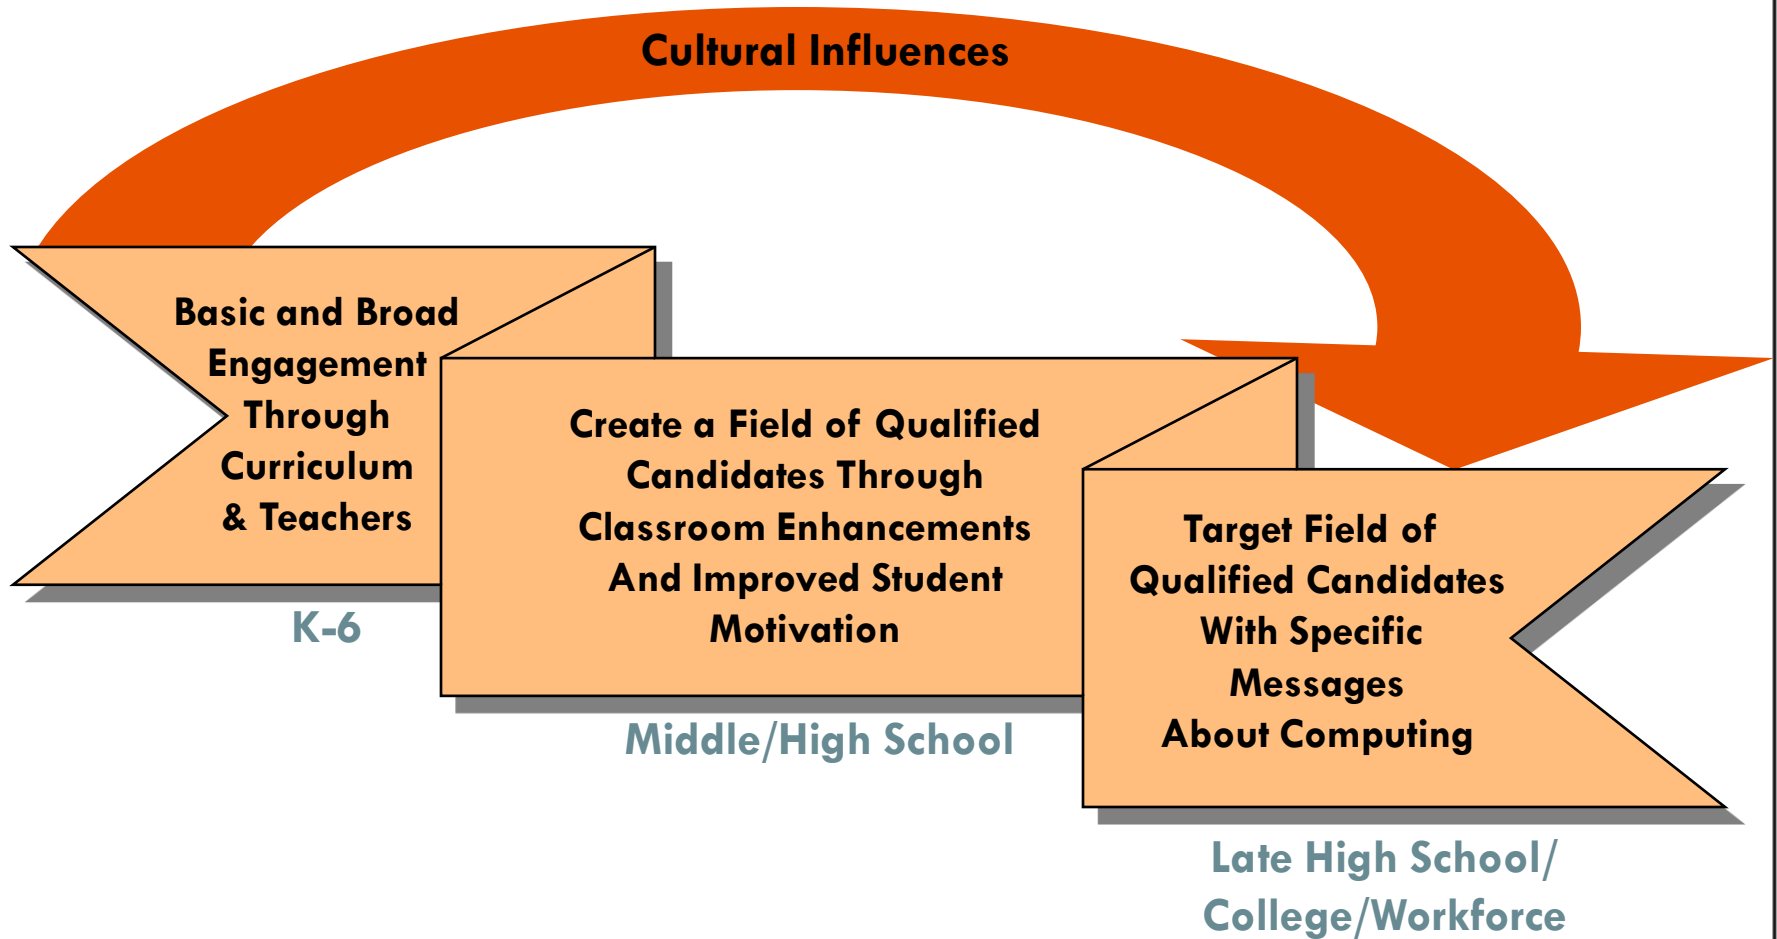 Cultural Influences
Basic and Broad
Engagement
Through
Curriculum
& Teachers
K-6
Create a Field of Qualified
Candidates Through
Classroom Enhancements
And Improved Student
Motivation
Middle/High School
Target Field of
Qualified Candidates
With Specific
Messages
About Computing
Late High School/
College/Workforce